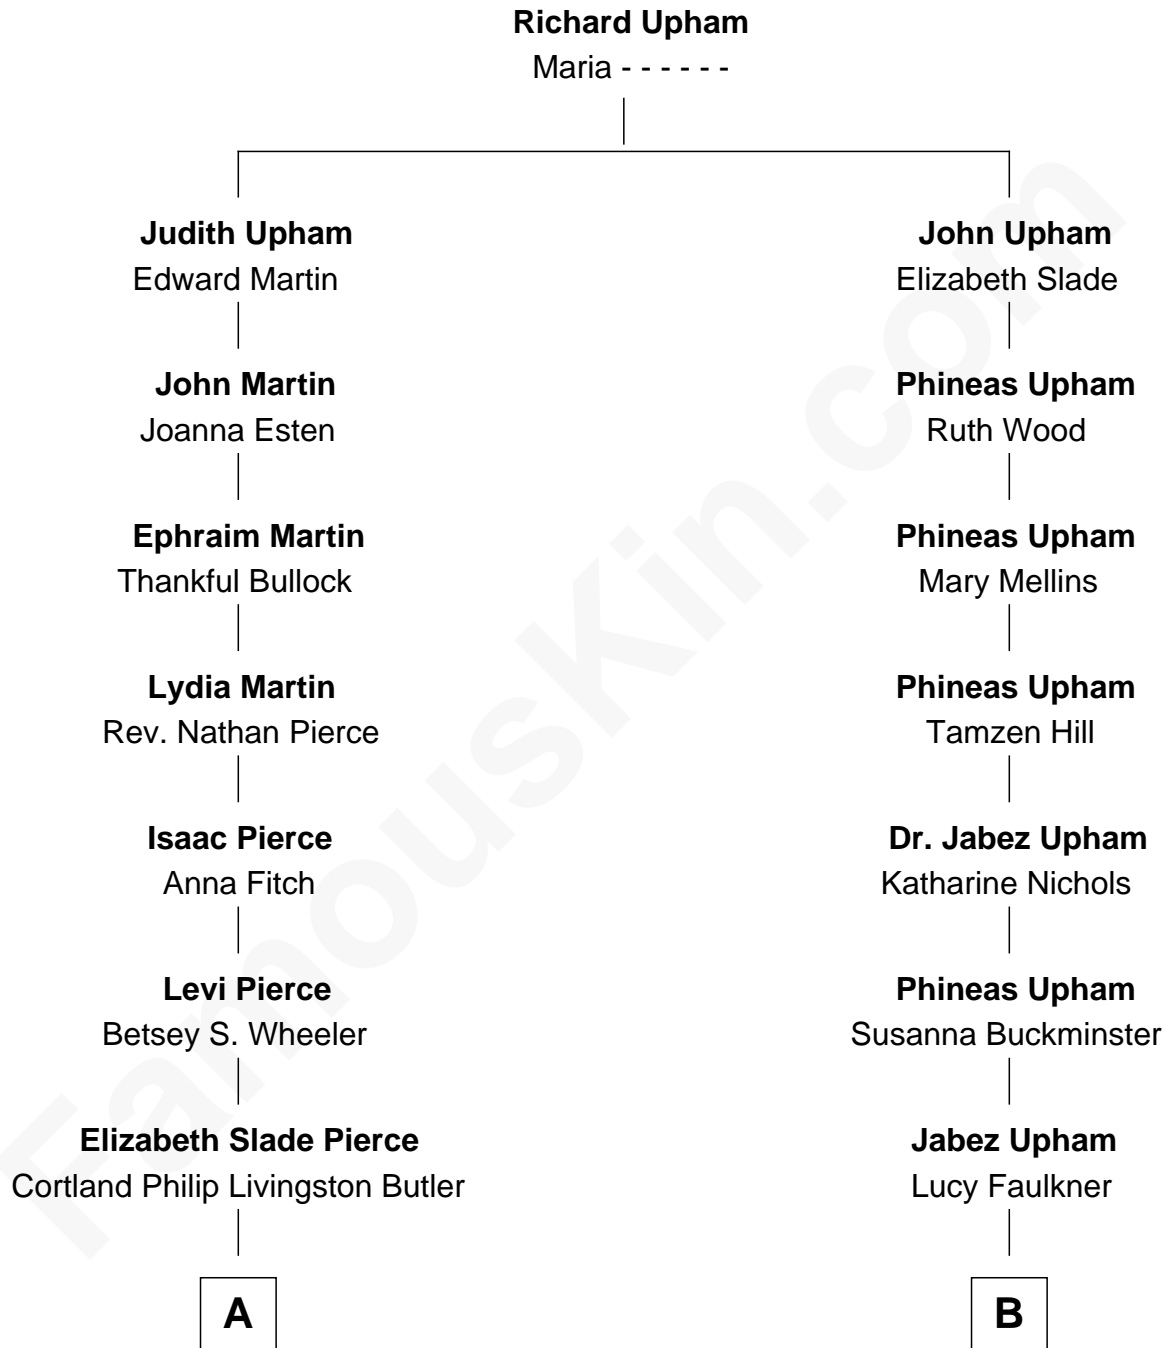 Richard Upham
Maria - - - - - -
Judith Upham
Edward Martin
John Upham
Elizabeth Slade
John Martin
Joanna Esten
Phineas Upham
Ruth Wood
Ephraim Martin
Thankful Bullock
Phineas Upham
Mary Mellins
Lydia Martin
Rev. Nathan Pierce
Phineas Upham
Tamzen Hill
Isaac Pierce
Anna Fitch
Dr. Jabez Upham
Katharine Nichols
Levi Pierce
Betsey S. Wheeler
Phineas Upham
Susanna Buckminster
Elizabeth Slade Pierce
Cortland Philip Livingston Butler
Jabez Upham
Lucy Faulkner
A
B
FamousKin.com